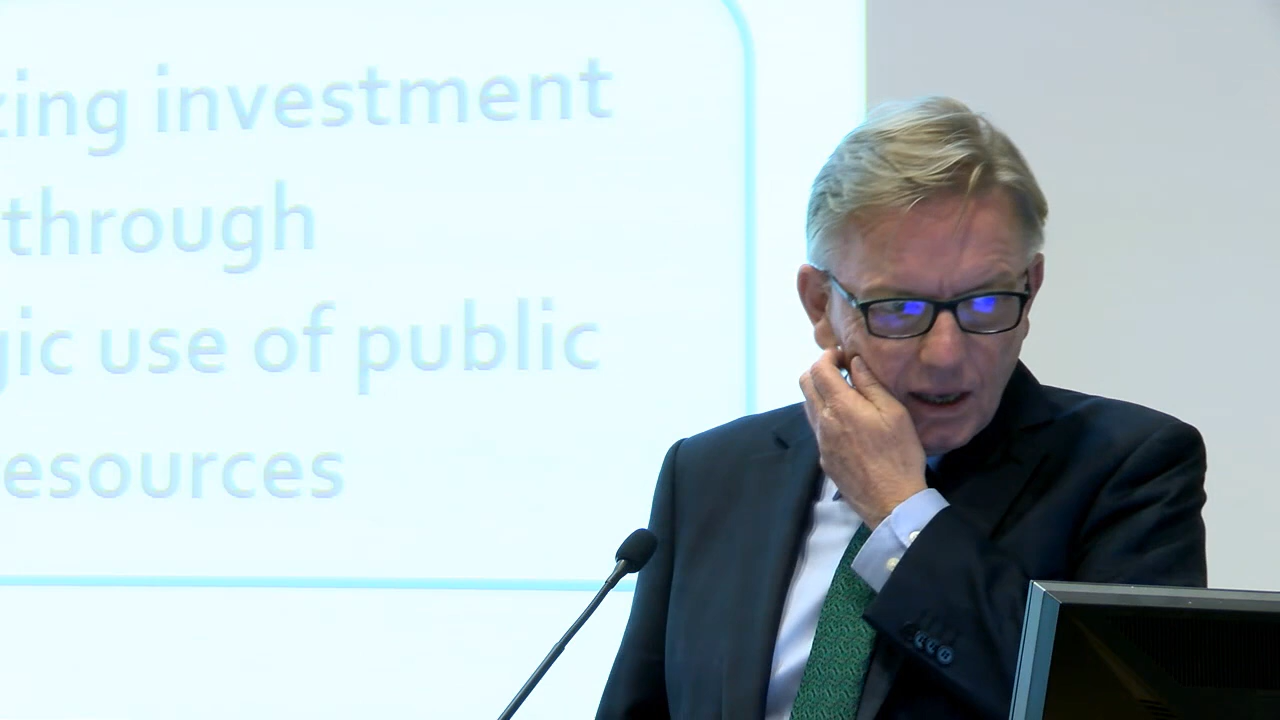 zing investment
through
gic use of public
esources